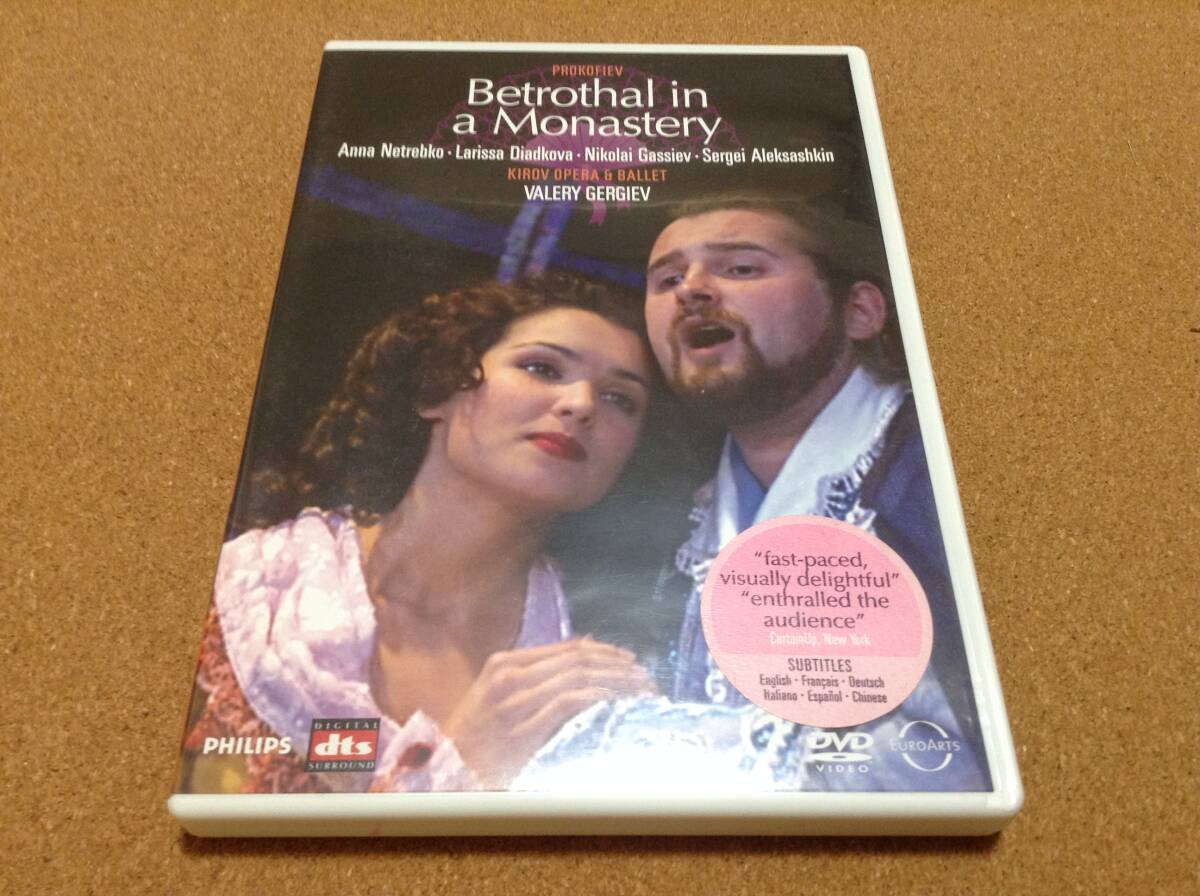 PROKOFIEV
Betrothal in
a Monastery
Anna Netrebko · Larissa Diadkova · Nikolai Gassiev · Sergei Aleksashkin
KIROV OPERA & BALLET
VALERY GERGIEV
"fast-paced,
visually delightful"
"enthralled the
audience"
CurtainUp, New York
SUBTITLES
English · Français · Deutsch
Italiano · Español · Chinese
PHILIPS
DIGITAL
dts
SURROUND
DVD
VIDEO
EUROARTS